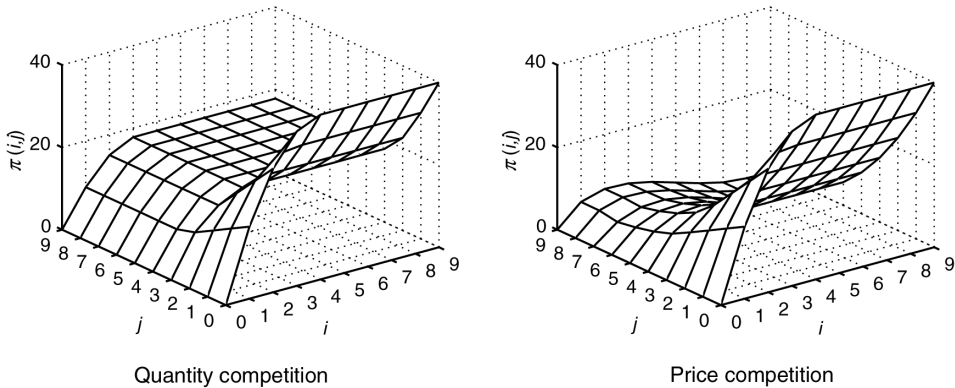 40
20
0
π (i,j)
9 8 7 6 5 4 3 2 1 0
j
0 1 2 3 4 5 6 7 8 9
i
Quantity competition
40
20
0
π (i,j)
9 8 7 6 5 4 3 2 1 0
j
0 1 2 3 4 5 6 7 8 9
i
Price competition